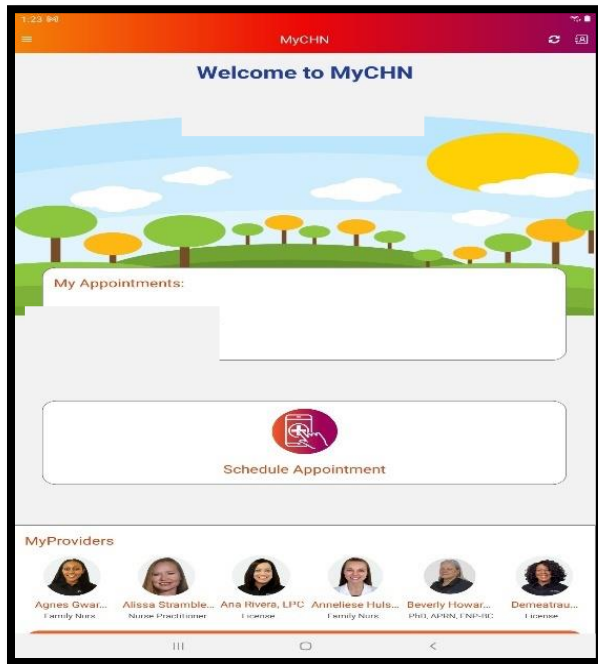 1:23
MyCHN
Welcome to MyCHN
My Appointments:
Schedule Appointment
MyProviders
Agnes Gwar... Alissa Stramble... Ana Rivera, LPC Anneliese Huls... Beverly Howar... Demeatrau...
Family Nurs... Nurse Practitioner License Family Nurs... PhD, APRN, FNP-BC License